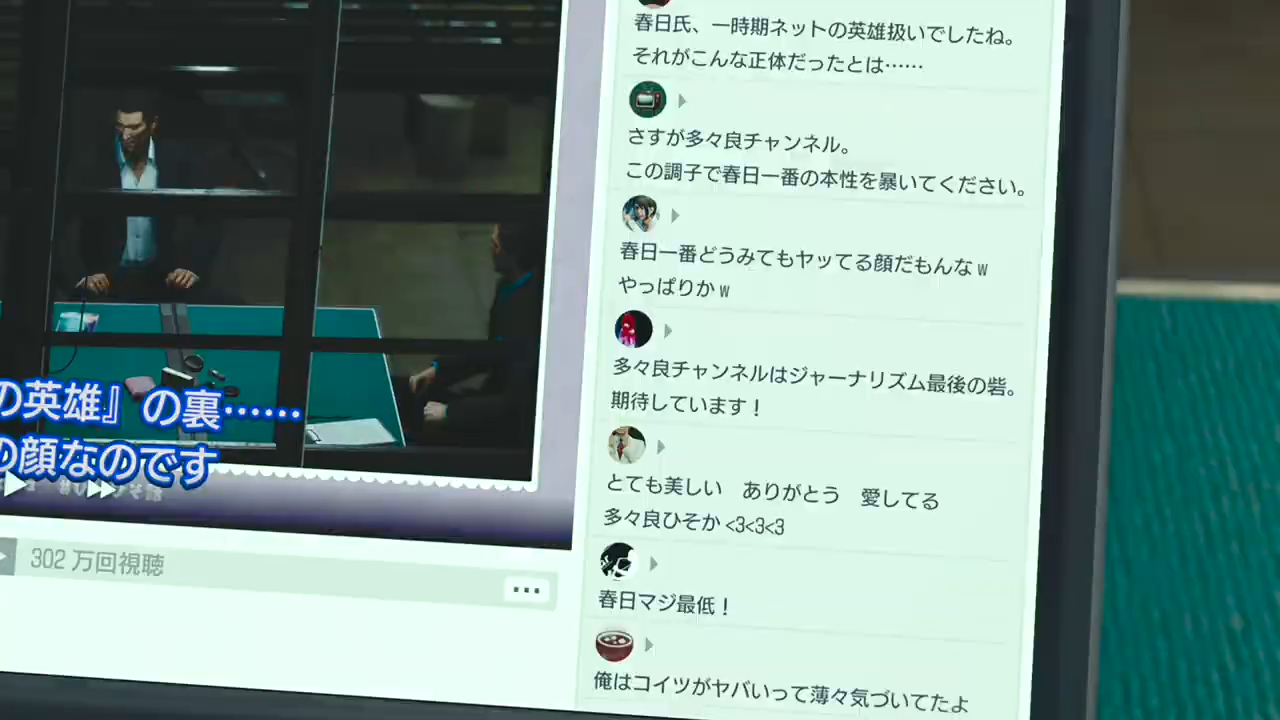 春日氏、一時期ネットの英雄扱いでしたね。
それがこんな正体だったとは……
さすが多々良チャンネル。
この調子で春日一番の本性を暴いてください。
春日一番どうみてもヤッてる顔だもんなw
やっぱりかw
多々良チャンネルはジャーナリズム最後の砦。
期待しています！
とても美しい　ありがとう　愛してる
多々良ひそか<3<3<3
春日マジ最低！
俺はコイツがヤバいって薄々気づいてたよ
の英雄』の裏……
の顔なのです
302 万回視聴